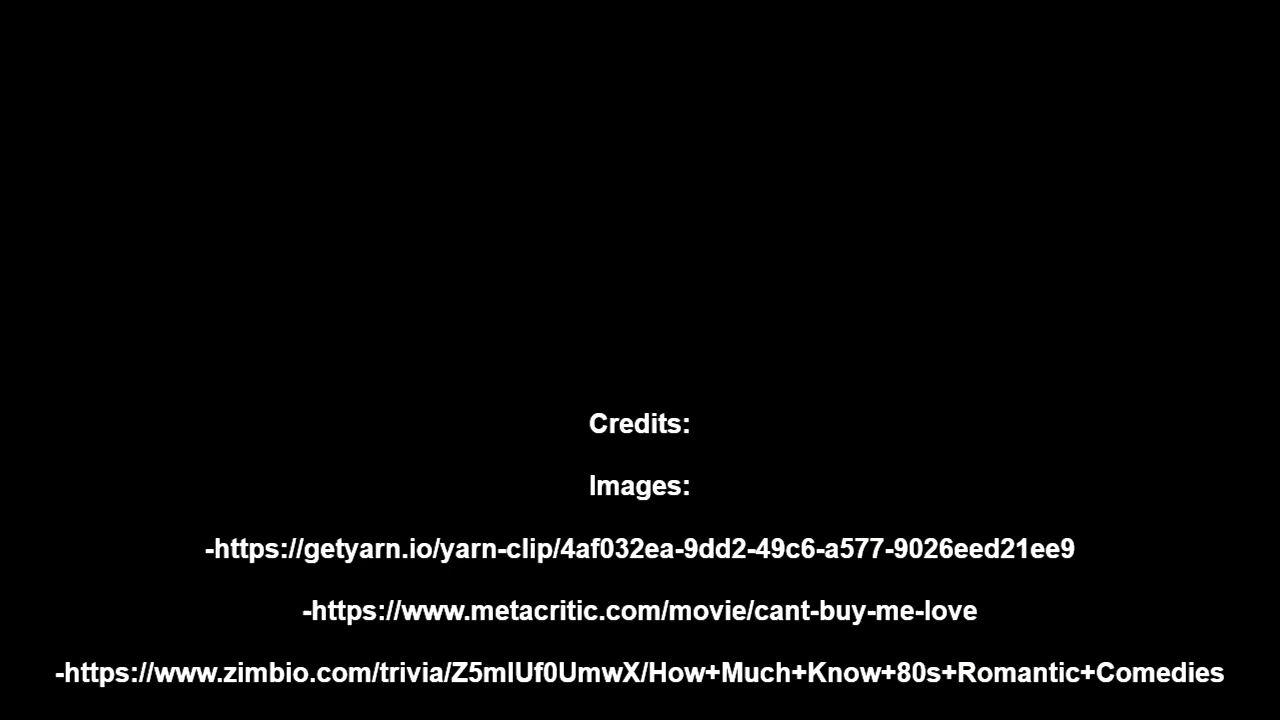 Credits:
Images:
-https://getyarn.io/yarn-clip/4af032ea-9dd2-49c6-a577-9026eed21ee9
-https://www.metacritic.com/movie/cant-buy-me-love
-https://www.zimbio.com/trivia/Z5mlUf0UmwX/How+Much+Know+80s+Romantic+Comedies